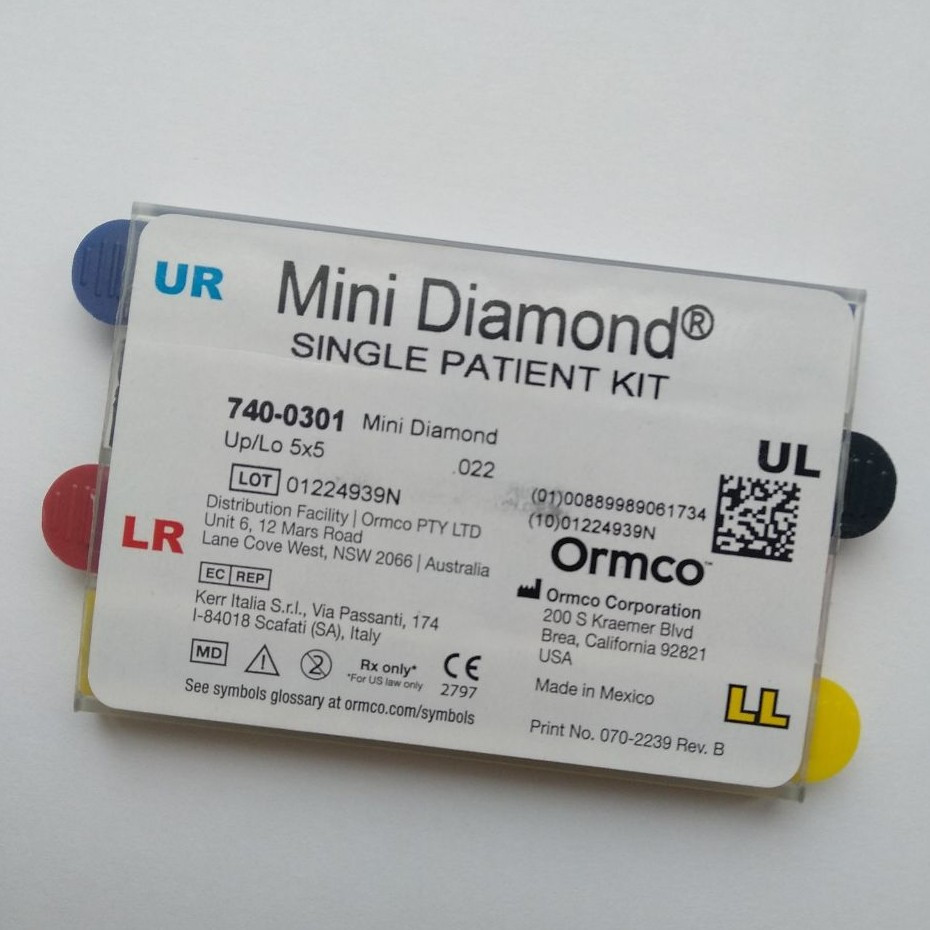 UR
Mini Diamond®
SINGLE PATIENT KIT
740-0301 Mini Diamond
Up/Lo 5x5 .022
LOT 01224939N
Distribution Facility | Ormco PTY LTD
Unit 6, 12 Mars Road
Lane Cove West, NSW 2066 | Australia
LR
EC REP
Kerr Italia S.r.l., Via Passanti, 174
I-84018 Scafati (SA), Italy
MD
2
Rx only*
*For US law only
CE
2797
See symbols glossary at ormco.com/symbols
UL
(01)00889989061734
(10)01224939N
Ormco™
Ormco Corporation
200 S Kraemer Blvd
Brea, California 92821
USA
Made in Mexico
LL
Print No. 070-2239 Rev. B